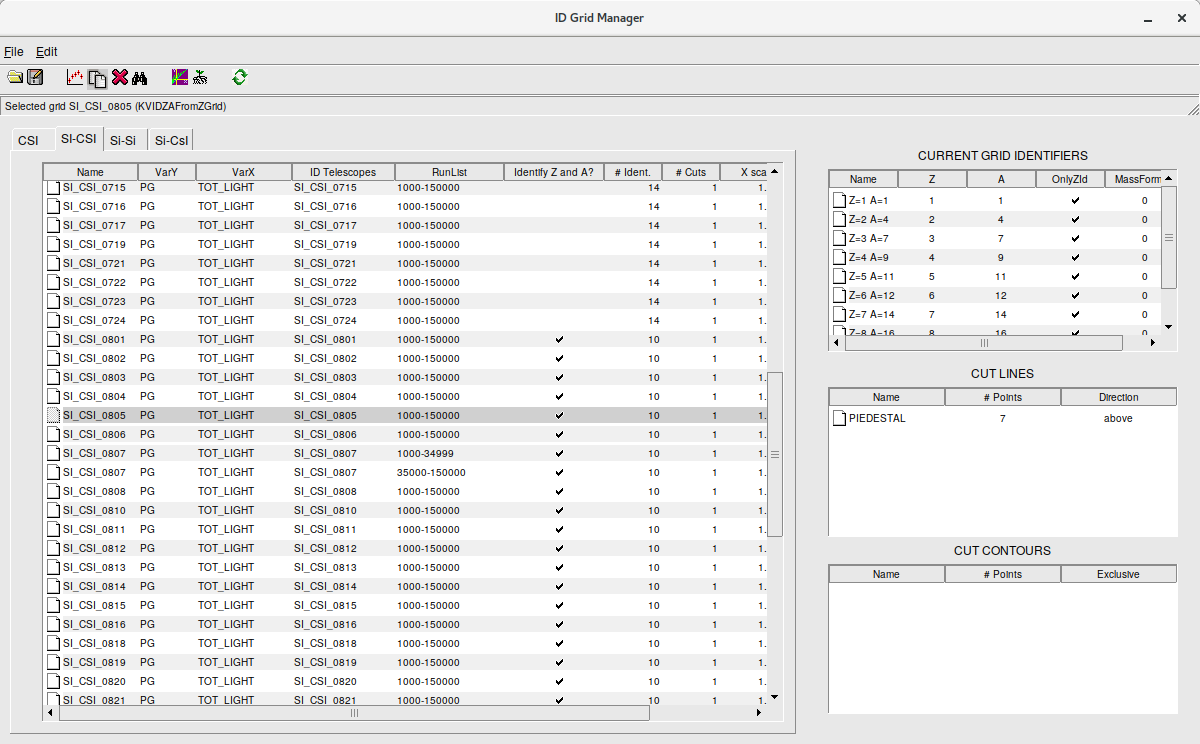 ID Grid Manager
File Edit
Selected grid SI_CSI_0805 (KVIDZAFromZGrid)
CSI SI-CSI Si-Si Si-CsI
Name VarY VarX ID Telescopes RunList Identify Z and A? # Ident. # Cuts X sca
SI_CSI_0715 PG TOT_LIGHT SI_CSI_0715 1000-150000 14 1 1.
SI_CSI_0716 PG TOT_LIGHT SI_CSI_0716 1000-150000 14 1 1.
SI_CSI_0717 PG TOT_LIGHT SI_CSI_0717 1000-150000 14 1 1.
SI_CSI_0719 PG TOT_LIGHT SI_CSI_0719 1000-150000 14 1 1.
SI_CSI_0721 PG TOT_LIGHT SI_CSI_0721 1000-150000 14 1 1.
SI_CSI_0722 PG TOT_LIGHT SI_CSI_0722 1000-150000 14 1 1.
SI_CSI_0723 PG TOT_LIGHT SI_CSI_0723 1000-150000 14 1 1.
SI_CSI_0724 PG TOT_LIGHT SI_CSI_0724 1000-150000 14 1 1.
SI_CSI_0801 PG TOT_LIGHT SI_CSI_0801 1000-150000 ✔ 10 1 1.
SI_CSI_0802 PG TOT_LIGHT SI_CSI_0802 1000-150000 ✔ 10 1 1.
SI_CSI_0803 PG TOT_LIGHT SI_CSI_0803 1000-150000 ✔ 10 1 1.
SI_CSI_0804 PG TOT_LIGHT SI_CSI_0804 1000-150000 ✔ 10 1 1.
SI_CSI_0805 PG TOT_LIGHT SI_CSI_0805 1000-150000 ✔ 10 1 1.
SI_CSI_0806 PG TOT_LIGHT SI_CSI_0806 1000-150000 ✔ 10 1 1.
SI_CSI_0807 PG TOT_LIGHT SI_CSI_0807 1000-34999 ✔ 10 1 1.
SI_CSI_0807 PG TOT_LIGHT SI_CSI_0807 35000-150000 ✔ 10 1 1.
SI_CSI_0808 PG TOT_LIGHT SI_CSI_0808 1000-150000 ✔ 10 1 1.
SI_CSI_0810 PG TOT_LIGHT SI_CSI_0810 1000-150000 ✔ 10 1 1.
SI_CSI_0811 PG TOT_LIGHT SI_CSI_0811 1000-150000 ✔ 10 1 1.
SI_CSI_0812 PG TOT_LIGHT SI_CSI_0812 1000-150000 ✔ 10 1 1.
SI_CSI_0813 PG TOT_LIGHT SI_CSI_0813 1000-150000 ✔ 10 1 1.
SI_CSI_0814 PG TOT_LIGHT SI_CSI_0814 1000-150000 ✔ 10 1 1.
SI_CSI_0815 PG TOT_LIGHT SI_CSI_0815 1000-150000 ✔ 10 1 1.
SI_CSI_0816 PG TOT_LIGHT SI_CSI_0816 1000-150000 ✔ 10 1 1.
SI_CSI_0818 PG TOT_LIGHT SI_CSI_0818 1000-150000 ✔ 10 1 1.
SI_CSI_0819 PG TOT_LIGHT SI_CSI_0819 1000-150000 ✔ 10 1 1.
SI_CSI_0820 PG TOT_LIGHT SI_CSI_0820 1000-150000 ✔ 10 1 1.
SI_CSI_0821 PG TOT_LIGHT SI_CSI_0821 1000-150000 ✔ 10 1 1.
CURRENT GRID IDENTIFIERS
Name Z A OnlyZId MassForm
Z=1 A=1 1 1 ✔ 0
Z=2 A=4 2 4 ✔ 0
Z=3 A=7 3 7 ✔ 0
Z=4 A=9 4 9 ✔ 0
Z=5 A=11 5 11 ✔ 0
Z=6 A=12 6 12 ✔ 0
Z=7 A=14 7 14 ✔ 0
Z=8 A=16 8 16 ✔ 0
CUT LINES
Name # Points Direction
PIEDESTAL 7 above
CUT CONTOURS
Name # Points Exclusive